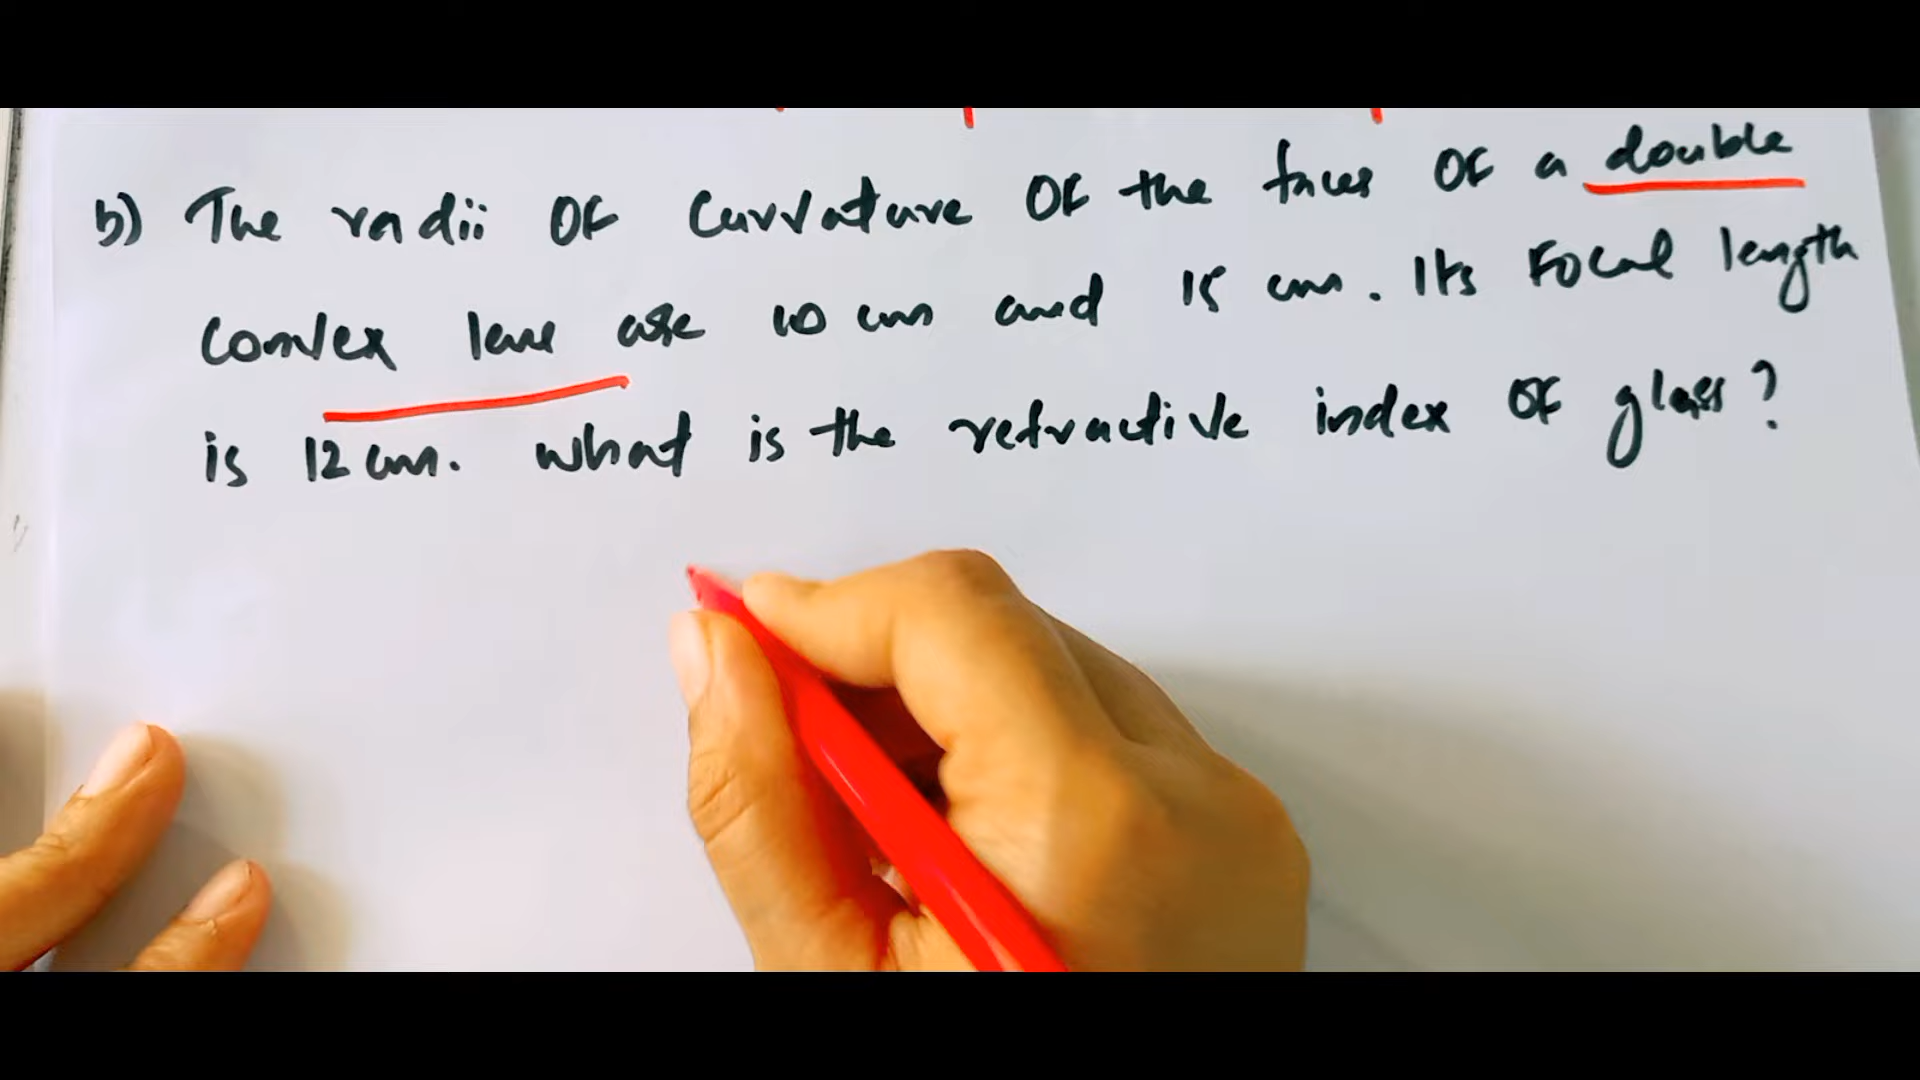 b) The radii OF Curvature OF the faces OF a double
convex lens are 10 cm and 15 cm. Its Focal length
is 12 cm. what is the refractive index OF glass?